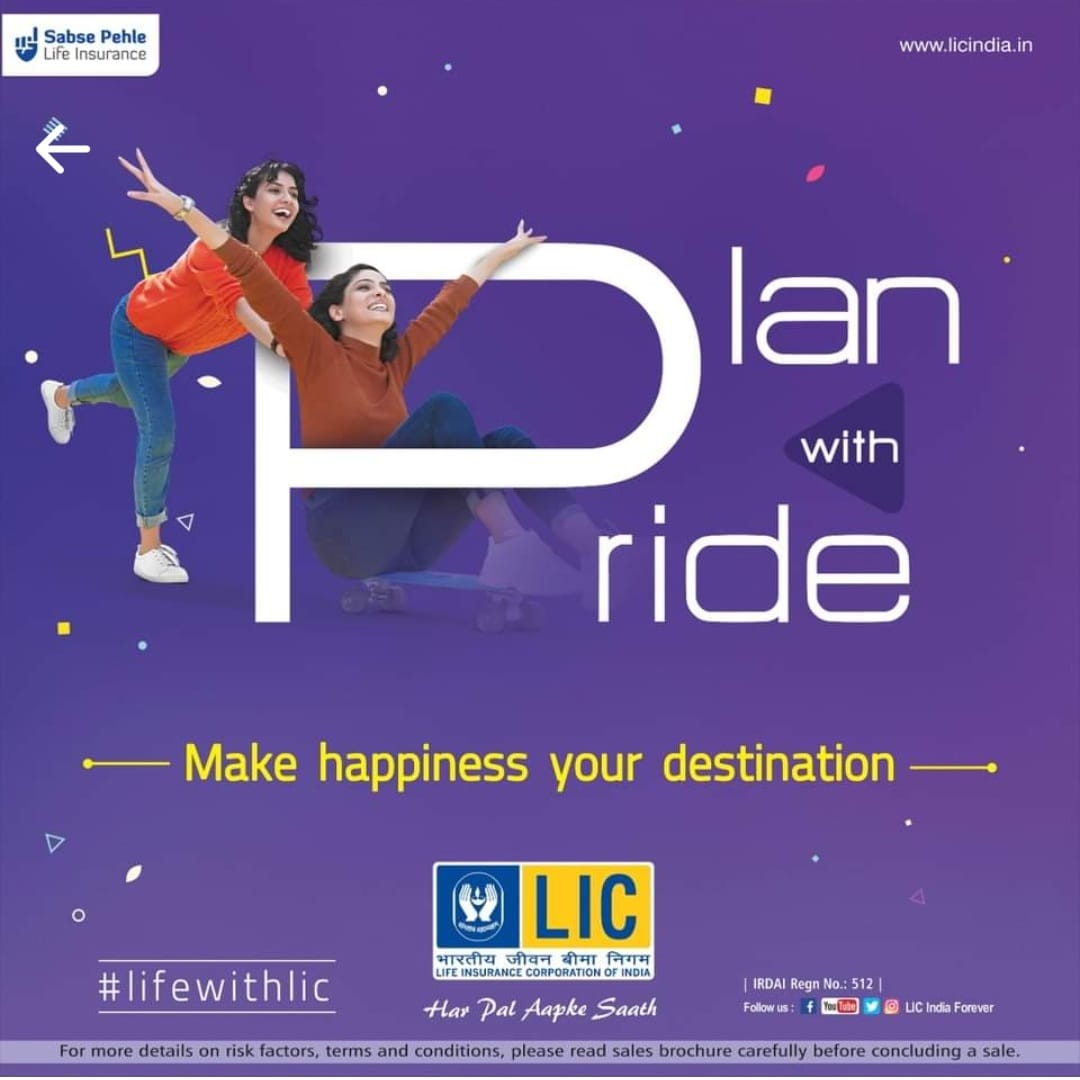 Sabse Pehle
Life Insurance
www.licindia.in
Plan
with
Pride
Make happiness your destination
LIC
भारतीय जीवन बीमा निगम
LIFE INSURANCE CORPORATION OF INDIA
Har Pal Aapke Saath
#lifewithlic
| IRDAI Regn No.: 512 |
Follow us : f YouTube LIC India Forever
For more details on risk factors, terms and conditions, please read sales brochure carefully before concluding a sale.